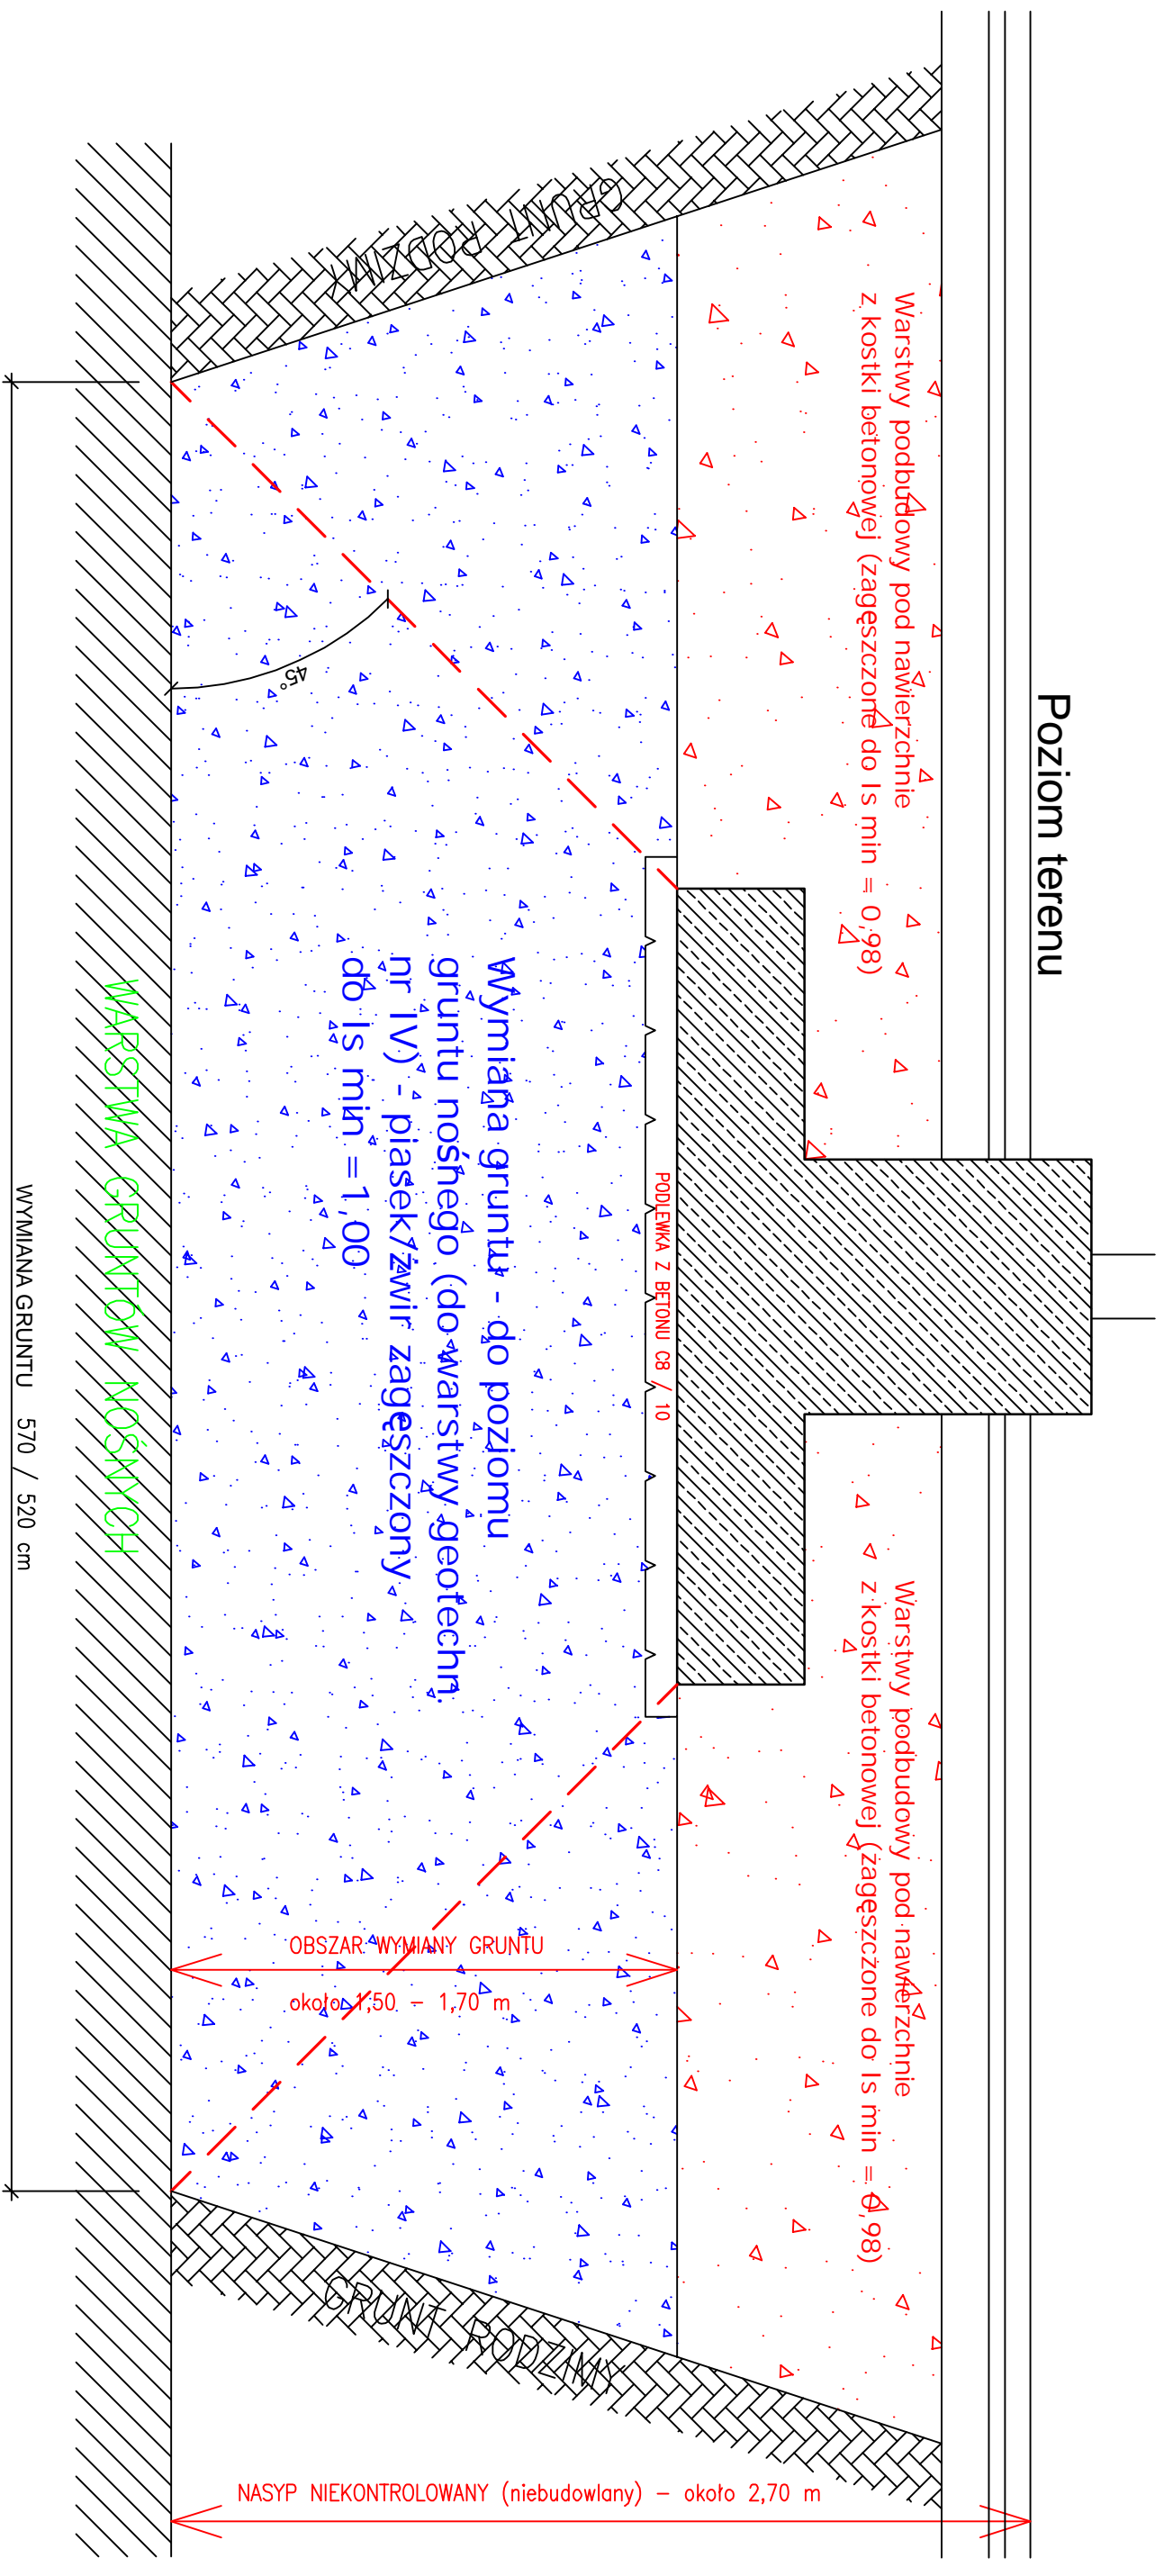 Poziom terenu
Warstwy podbudowy pod nawierzchnie
z kostki betonowej (zagęszczone do Is min = 0,98)
Warstwy podbudowy pod nawierzchnie
z kostki betonowej (zagęszczone do Is min = 0,98)
GRUNT RODZIMY
GRUNT RODZIMY
PODLEWKA Z BETONU C8 / 10
45°
Wymiana gruntu - do poziomu
gruntu nośnego (do warstwy geotechn.
nr IV) - piasek/żwir zagęszczony
do Is min =1,00
OBSZAR WYMIANY GRUNTU
około 1,50 - 1,70 m
NASYP NIEKONTROLOWANY (niebudowlany) - około 2,70 m
WARSTWA GRUNTÓW NOŚNYCH
WYMIANA GRUNTU 570 / 520 cm